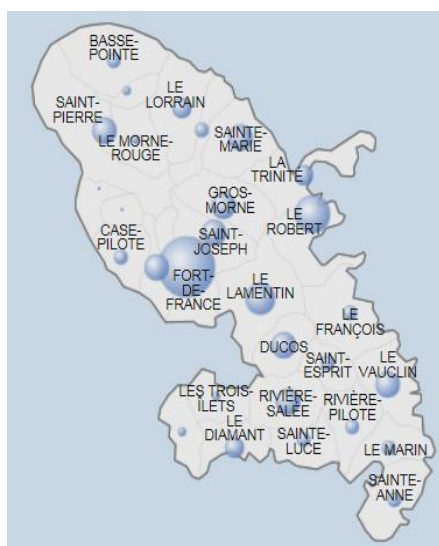 BASSE-
POINTE
LE
LORRAIN
SAINT-
PIERRE
LE MORNE-
ROUGE
SAINTE-
MARIE
LA
TRINITÉ
GROS-
MORNE
LE
ROBERT
CASE-
PILOTE
SAINT-
JOSEPH
FORT-
DE-
FRANCE
LE
LAMENTIN
LE
FRANÇOIS
DUCOS
SAINT-
ESPRIT
LE
VAUCLIN
LES TROIS-
ÎLETS
RIVIÈRE-
SALÉE
RIVIÈRE-
PILOTE
LE
DIAMANT
SAINTE-
LUCE
LE MARIN
SAINTE-
ANNE